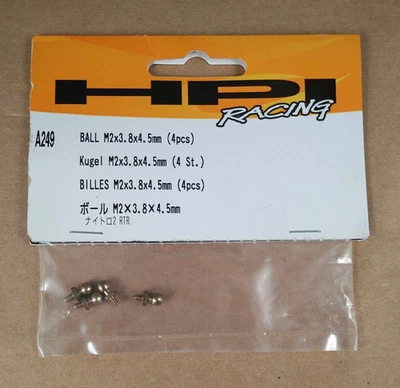 HPI
RACING
A249
BALL M2x3.8x4.5mm (4pcs)
Kugel M2x3.8x4.5mm (4 St.)
BILLES M2x3.8x4.5mm (4pcs)
ボール M2×3.8×4.5mm
ナイトロ2 RTR